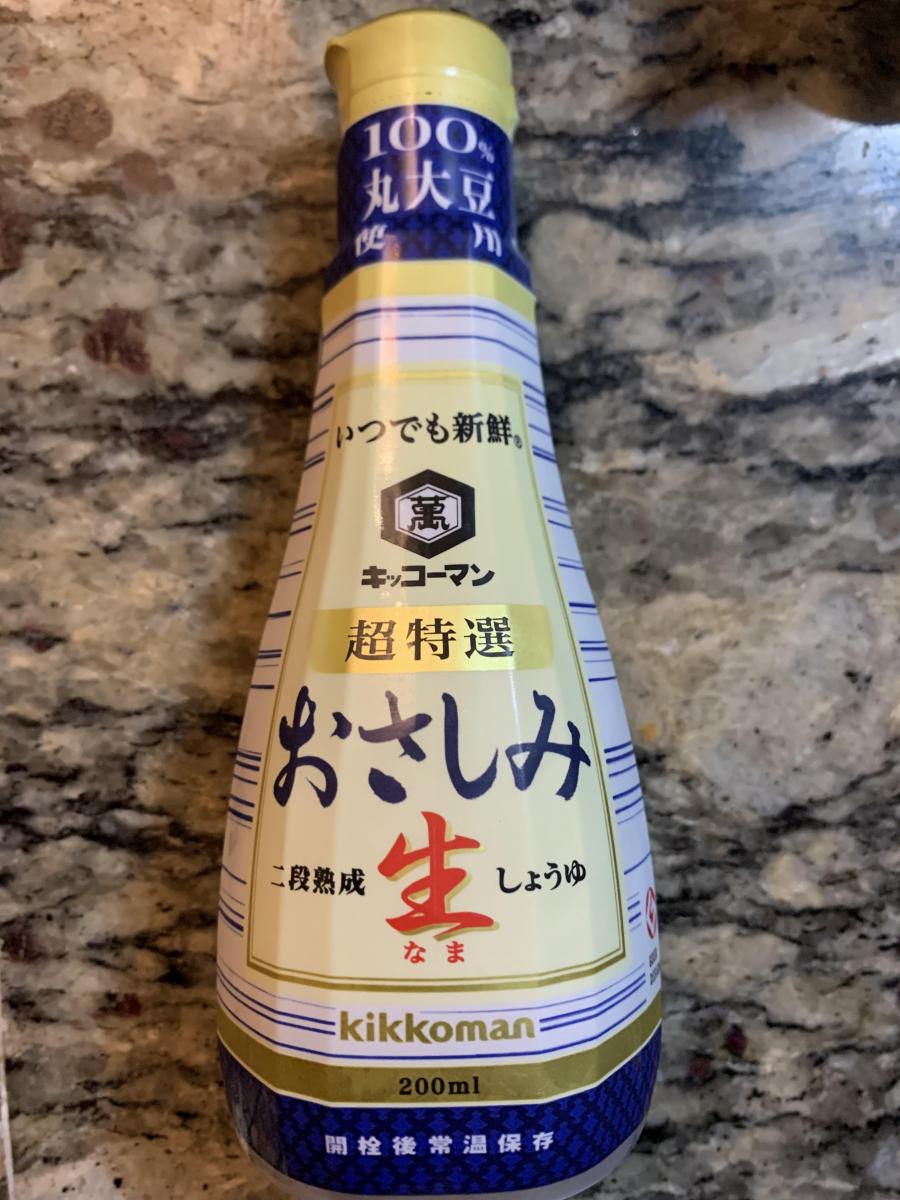 100%
丸大豆
使用
いつでも新鮮®
萬
キッコーマン
超特選
おさしみ
二段熟成 生 しょうゆ
なま
kikkoman
200ml
開栓後常温保存